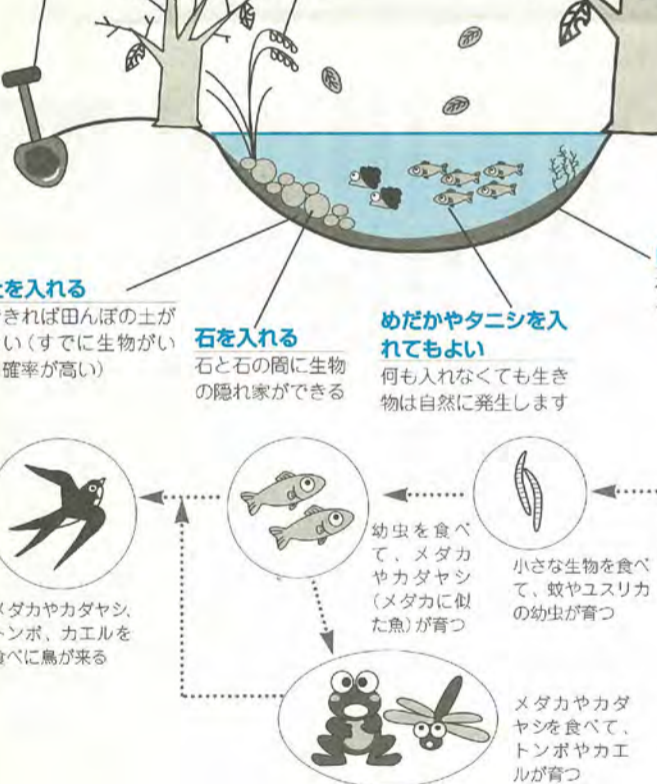 を入れる
きれば田んぼの土が
い（すでに生物がい
確率が高い）
石を入れる
石と石の間に生物
の隠れ家ができる
めだかやタニシを入
れてもよい
何も入れなくても生き
物は自然に発生します
幼虫を食べ
て、メダカ
やカダヤシ
（メダカに似
た魚）が育つ
小さな生物を食べ
て、蚊やユスリカ
の幼虫が育つ
メダカやカダヤシ、
トンボ、カエルを
食べに鳥が来る
メダカやカダ
ヤシを食べて、
トンボやカエ
ルが育つ